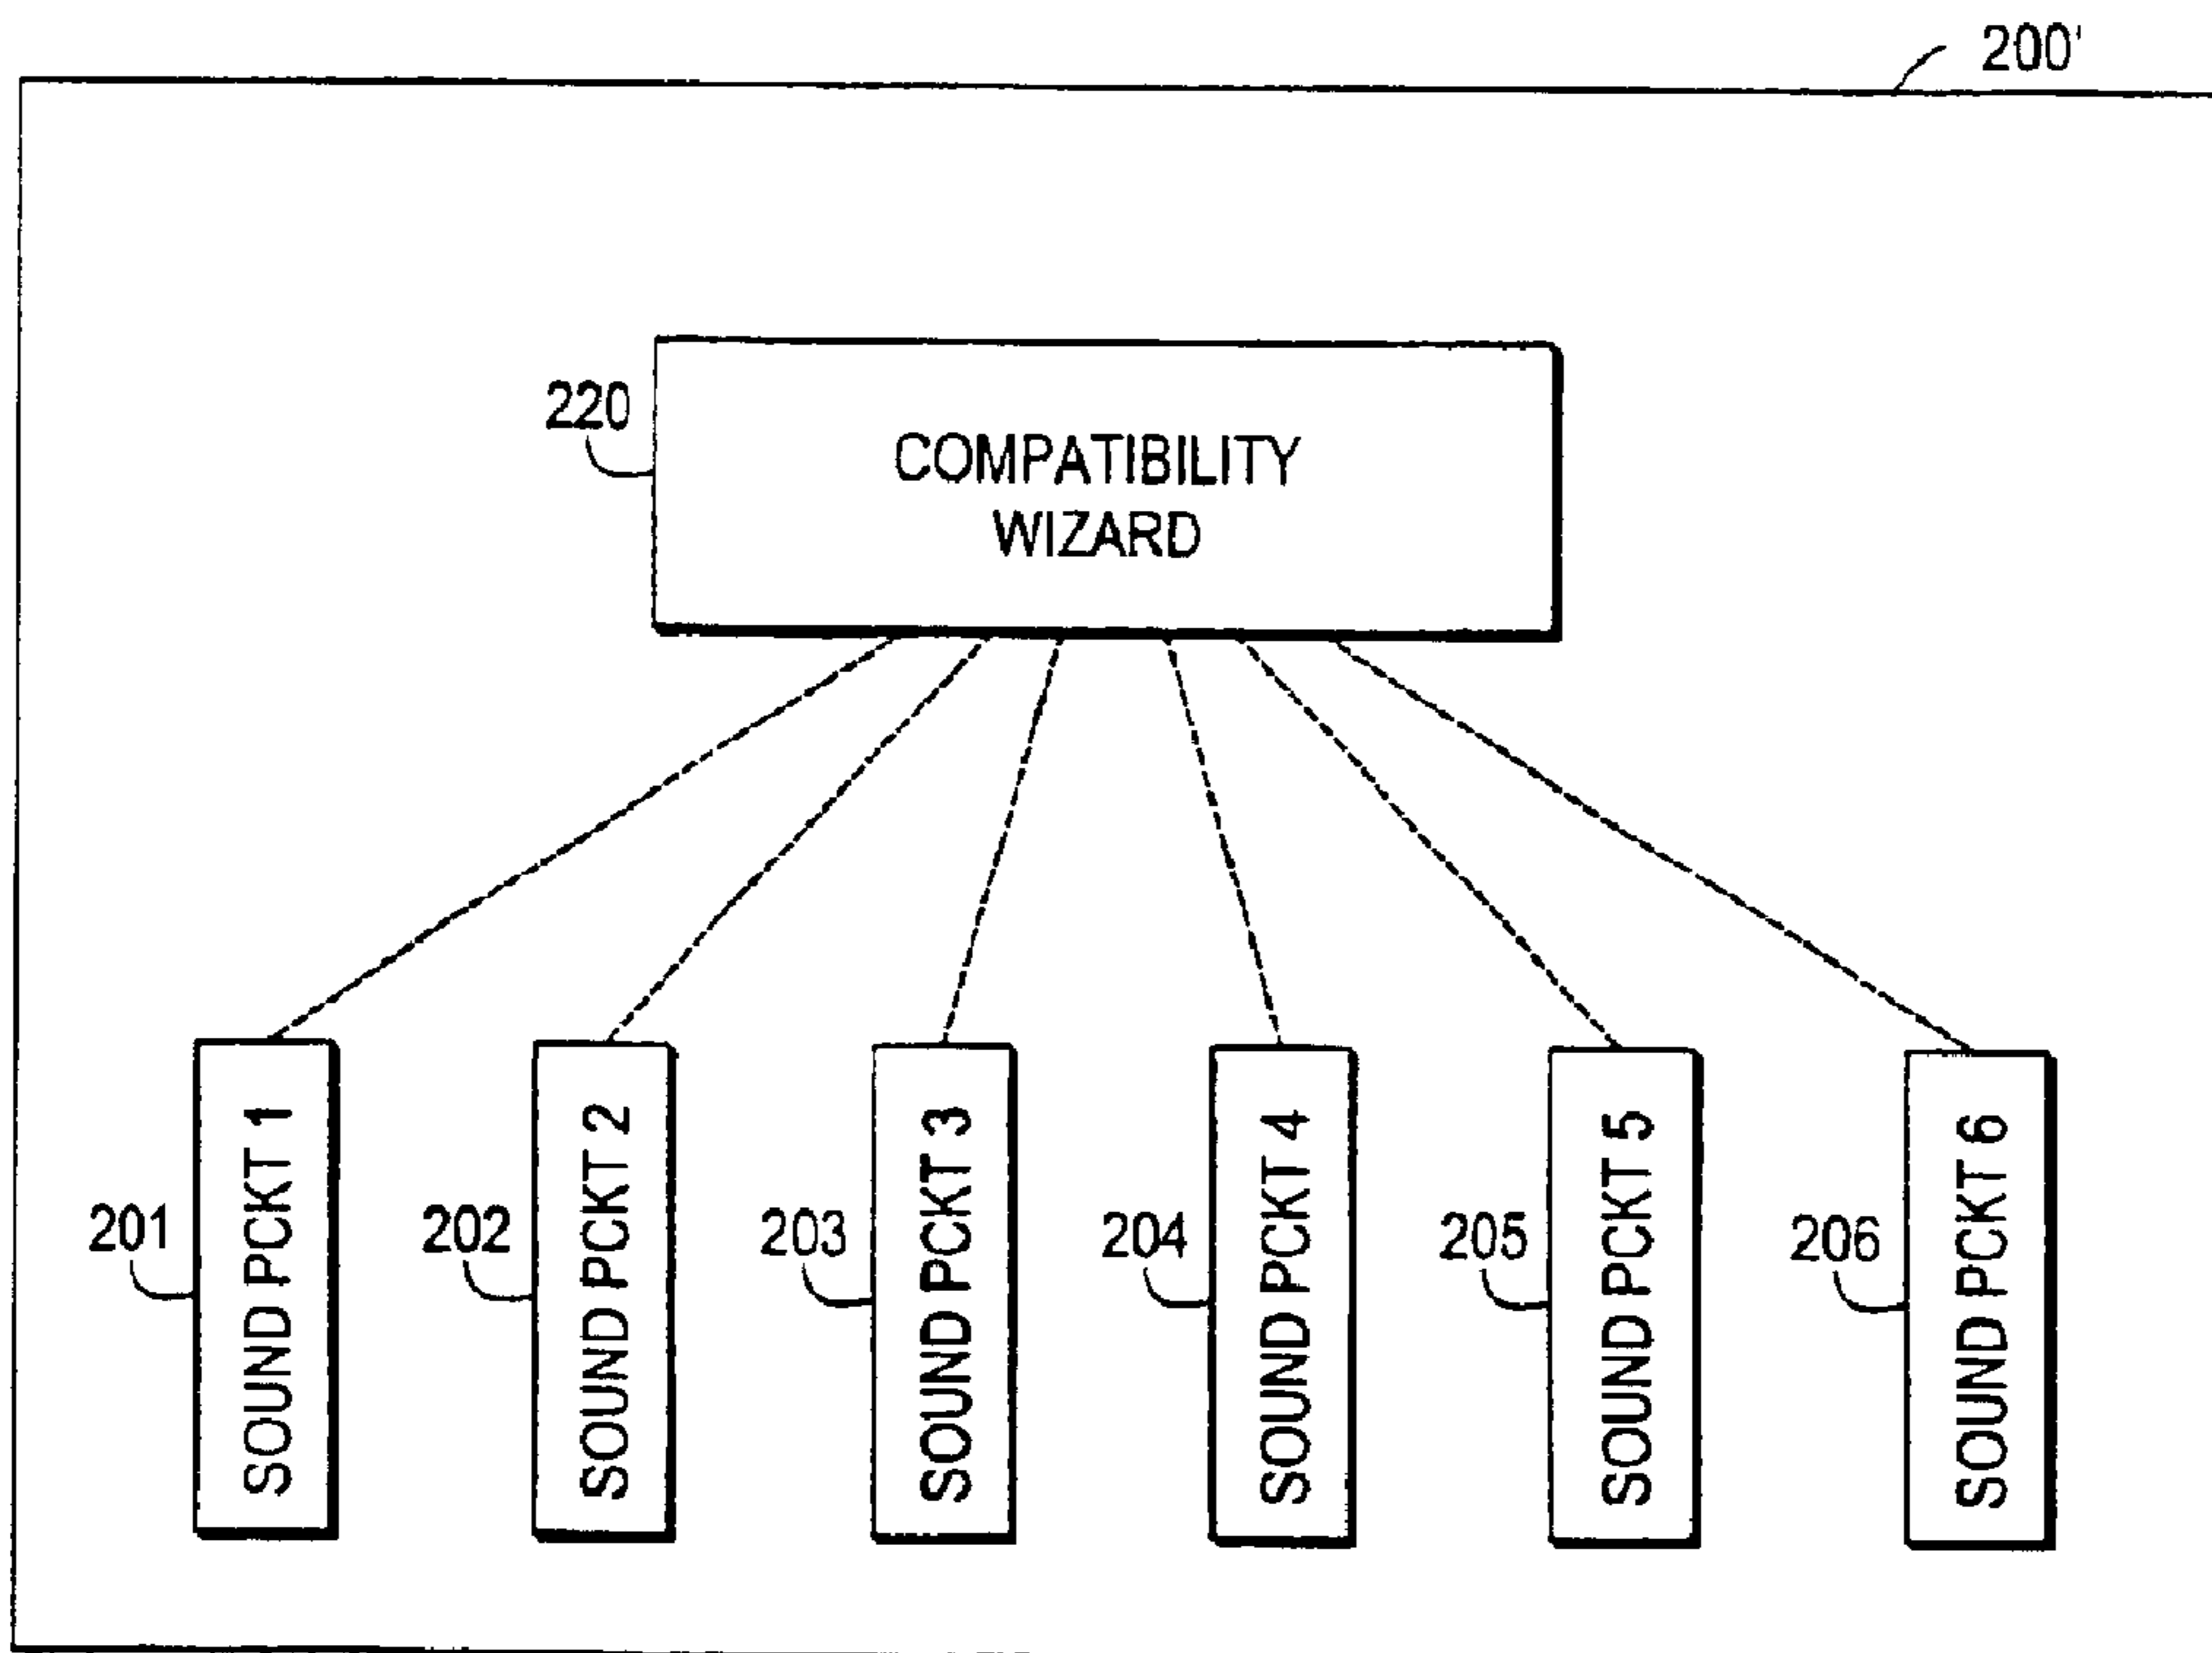 200'
220
COMPATIBILITY
WIZARD
201
SOUND PCKT 1
202
SOUND PCKT 2
203
SOUND PCKT 3
204
SOUND PCKT 4
205
SOUND PCKT 5
206
SOUND PCKT 6